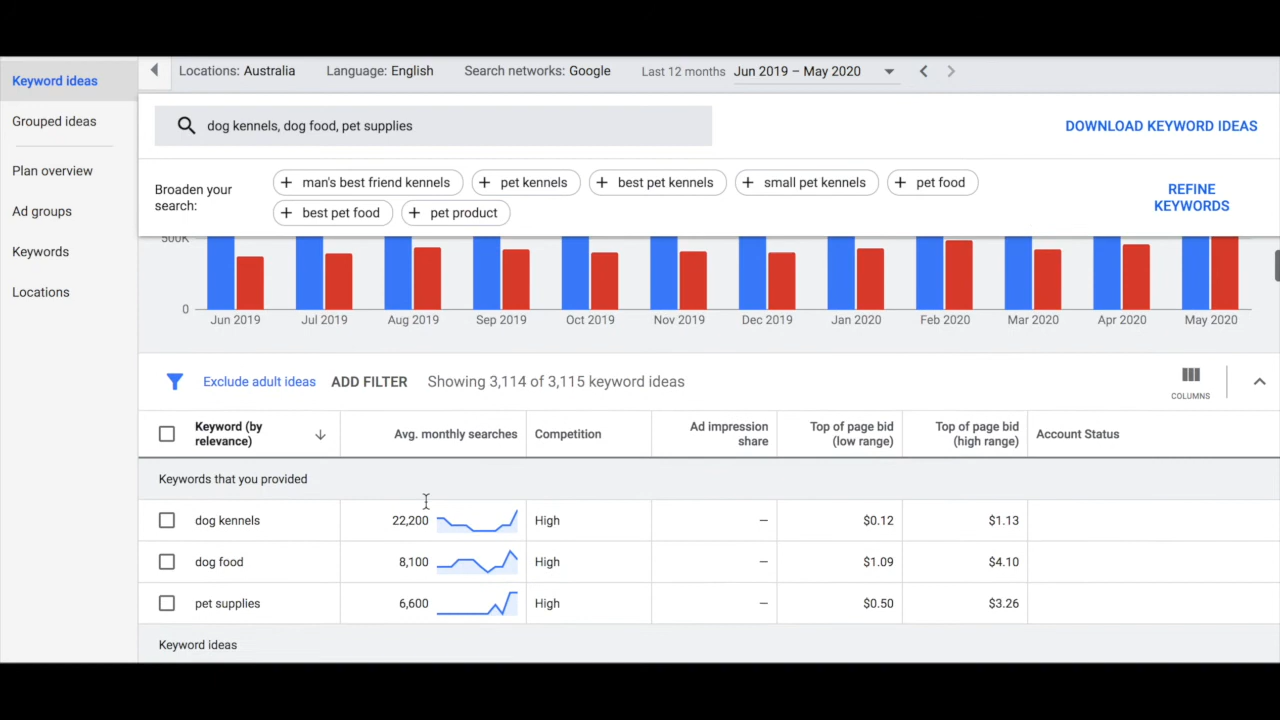 Keyword ideas
Grouped ideas
Plan overview
Ad groups
Keywords
Locations
Locations: Australia Language: English Search networks: Google Last 12 months Jun 2019 – May 2020
dog kennels, dog food, pet supplies
DOWNLOAD KEYWORD IDEAS
Broaden your search:
+ man's best friend kennels + pet kennels + best pet kennels + small pet kennels + pet food
+ best pet food + pet product
REFINE
KEYWORDS
500K
0
Jun 2019 Jul 2019 Aug 2019 Sep 2019 Oct 2019 Nov 2019 Dec 2019 Jan 2020 Feb 2020 Mar 2020 Apr 2020 May 2020
Exclude adult ideas ADD FILTER Showing 3,114 of 3,115 keyword ideas
COLUMNS
Keyword (by relevance) Avg. monthly searches Competition Ad impression share Top of page bid (low range) Top of page bid (high range) Account Status
Keywords that you provided
dog kennels 22,200 High – $0.12 $1.13
dog food 8,100 High – $1.09 $4.10
pet supplies 6,600 High – $0.50 $3.26
Keyword ideas